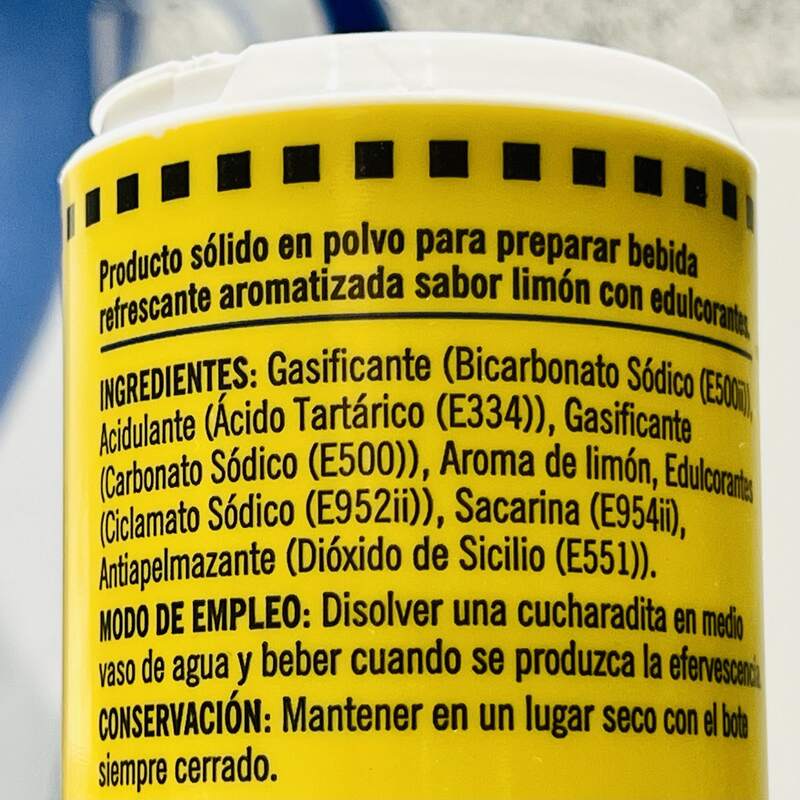 Producto sólido en polvo para preparar bebida
refrescante aromatizada sabor limón con edulcorantes.
INGREDIENTES: Gasificante (Bicarbonato Sódico (E500ii)),
Acidulante (Ácido Tartárico (E334)), Gasificante
(Carbonato Sódico (E500)), Aroma de limón, Edulcorantes
(Ciclamato Sódico (E952ii)), Sacarina (E954ii),
Antiapelmazante (Dióxido de Sicilio (E551)).
MODO DE EMPLEO: Disolver una cucharadita en medio
vaso de agua y beber cuando se produzca la efervescencia.
CONSERVACIÓN: Mantener en un lugar seco con el bote
siempre cerrado.